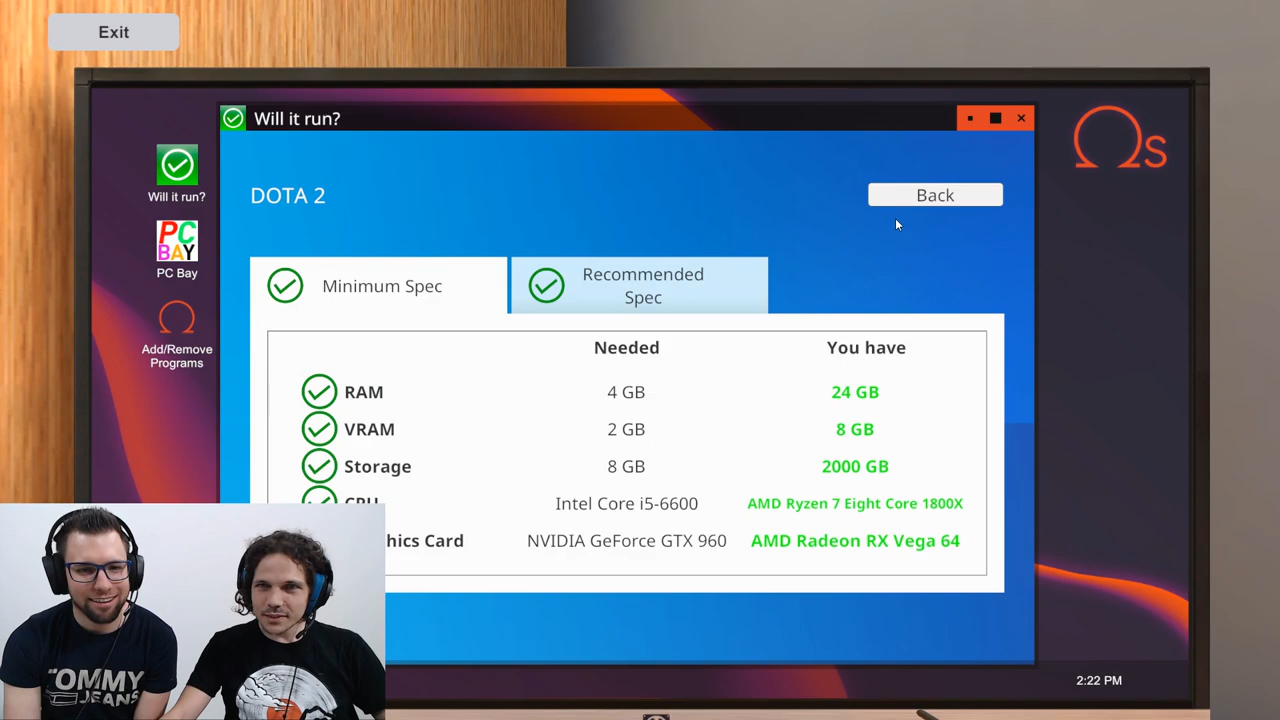 Exit
Will it run?
Ωs
Will it run?
PC
BAY
PC Bay
Add/Remove
Programs
DOTA 2
Back
Minimum Spec
Recommended
Spec
Needed
You have
RAM
4 GB
24 GB
VRAM
2 GB
8 GB
Storage
8 GB
2000 GB
Intel Core i5-6600
AMD Ryzen 7 Eight Core 1800X
hics Card
NVIDIA GeForce GTX 960
AMD Radeon RX Vega 64
OMMY
JEANS
2:22 PM